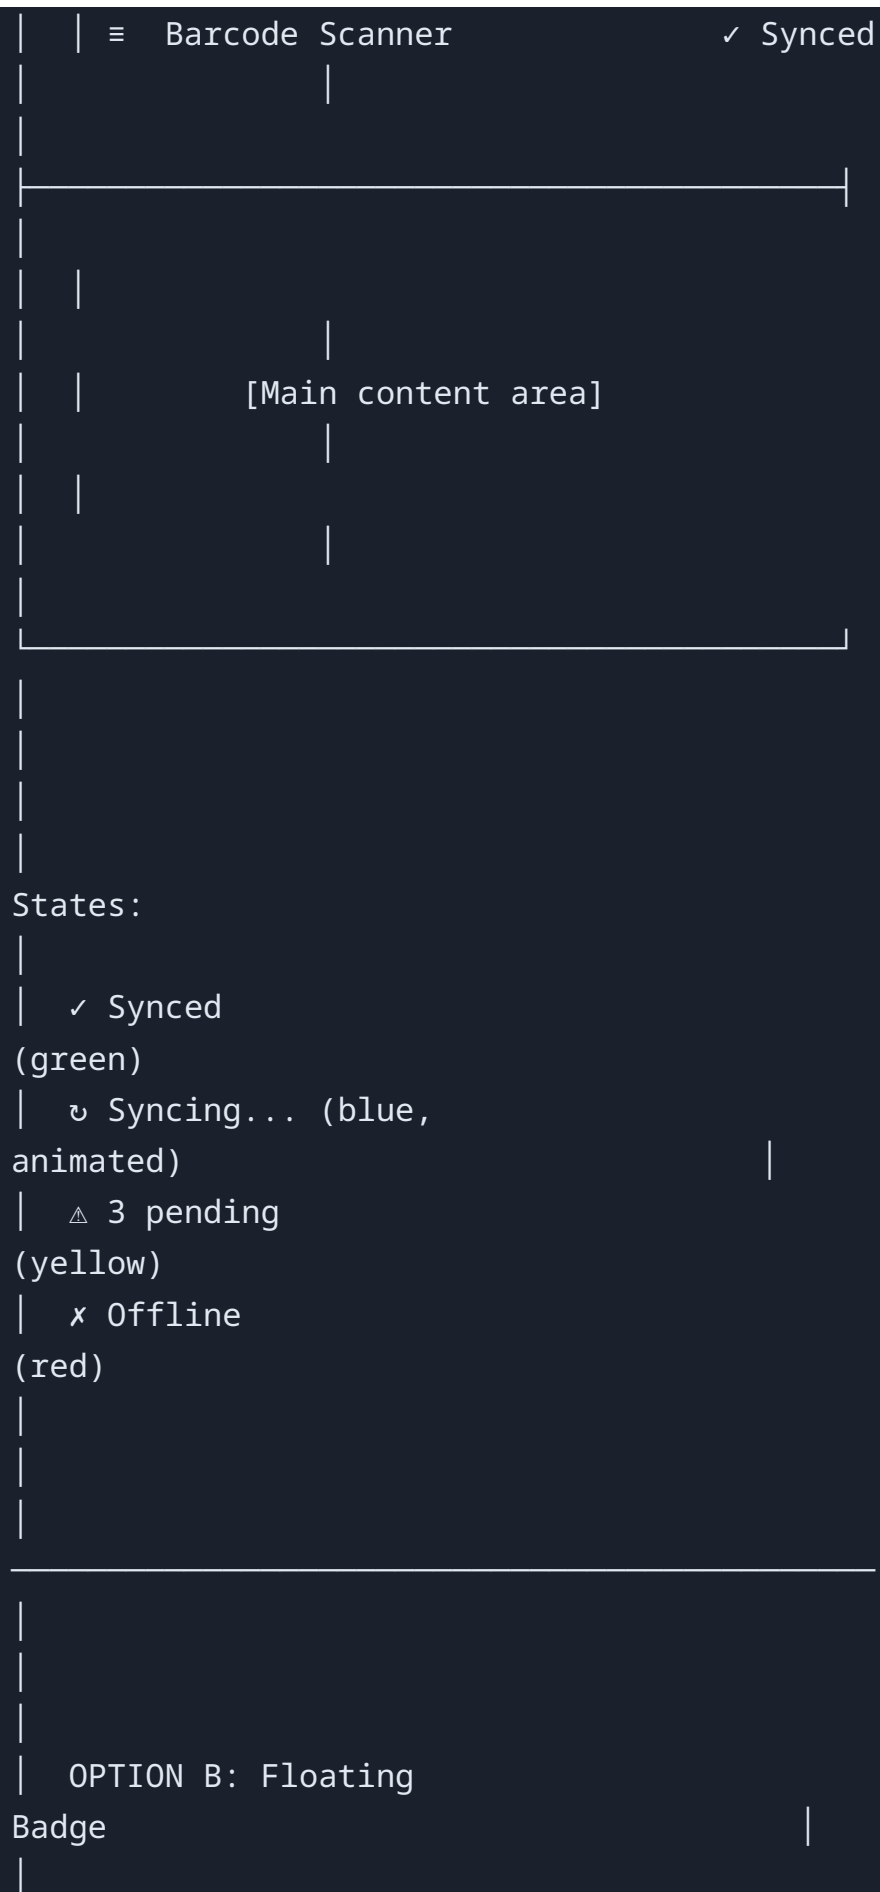 │  │ ≡  Barcode Scanner              ✓ Synced
│               │
│
├───────────────────────────────────────────┤
│
│  │
│               │
│  │        [Main content area]
│               │
│  │
│               │
│
└───────────────────────────────────────────┘
│
│
│
│
States:
│
│  ✓ Synced
(green)
│  ↻ Syncing... (blue,
animated)                              │
│  ⚠ 3 pending
(yellow)
│  ✗ Offline
(red)
│
│
│
─────────────────────────────────────────────
│
│
│
│  OPTION B: Floating
Badge                                    │
│